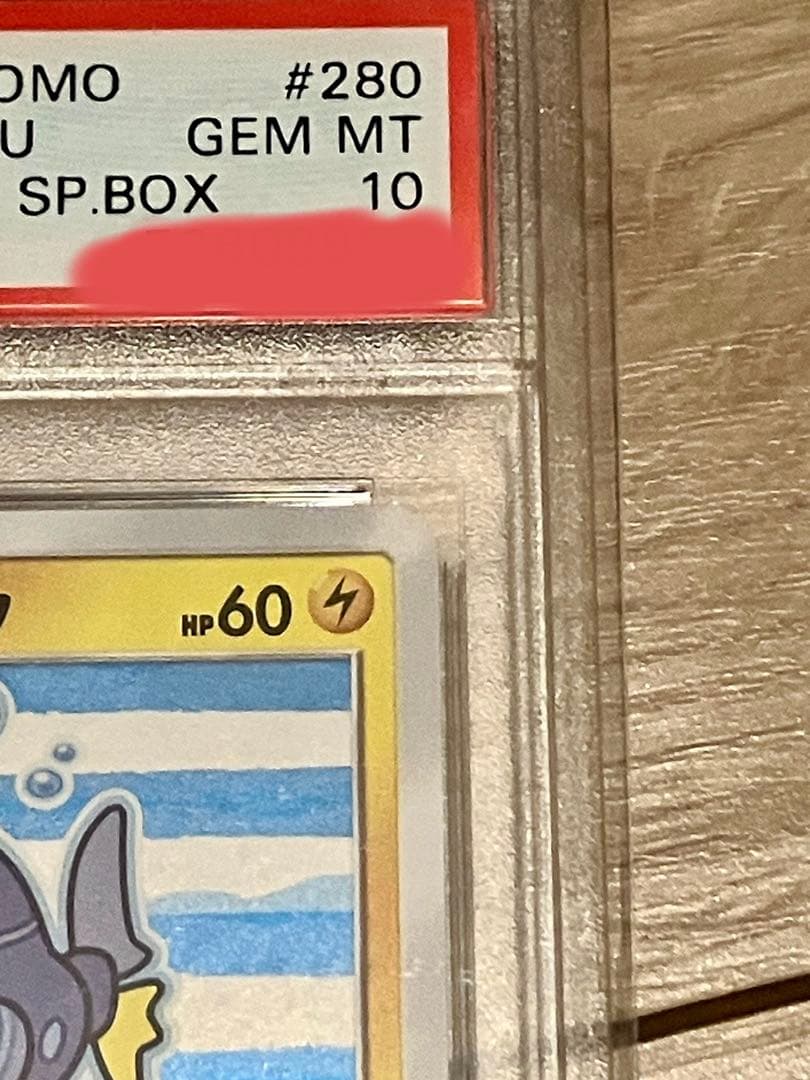 OMO #280
U GEM MT
SP.BOX 10
HP60